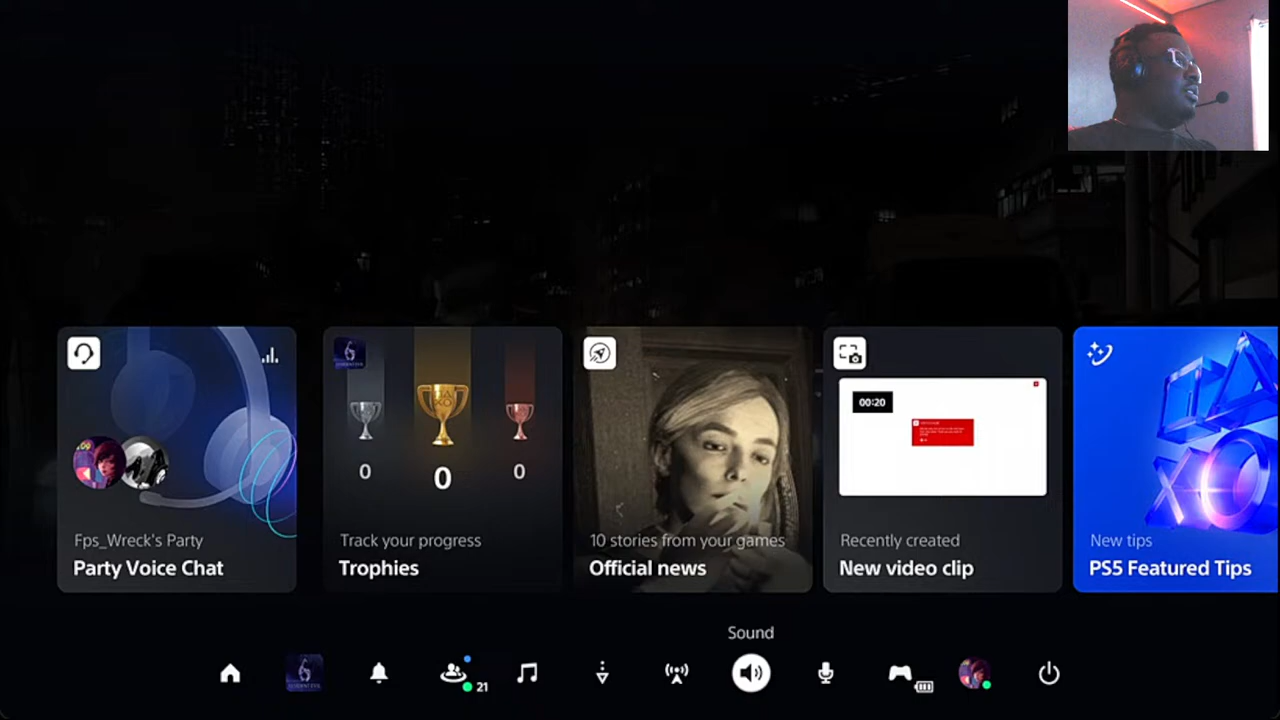 00:20
0
0
0
Fps_Wreck's Party
Party Voice Chat
Track your progress
Trophies
10 stories from your games
Official news
Recently created
New video clip
New tips
PS5 Featured Tips
Sound
21